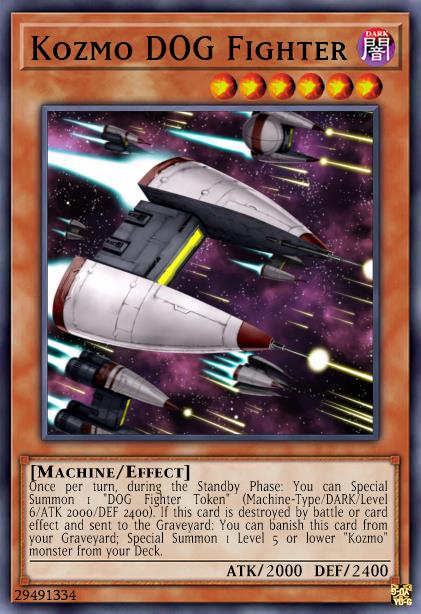 Kozmo DOG Fighter
DARK
闇
[Machine/Effect]
Once per turn, during the Standby Phase: You can Special
Summon 1 "DOG Fighter Token" (Machine-Type/DARK/Level
6/ATK 2000/DEF 2400). If this card is destroyed by battle or card
effect and sent to the Graveyard: You can banish this card from
your Graveyard; Special Summon 1 Level 5 or lower "Kozmo"
monster from your Deck.
ATK/2000 DEF/2400
29491334